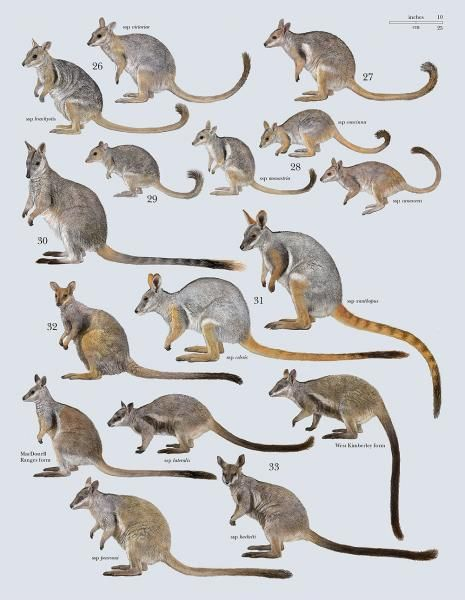 inches 10
cm 25
ssp victoriae
26
27
ssp brachyotis
ssp concinna
28
ssp monastria
29
ssp canescens
30
31
ssp xanthopus
32
ssp celeris
MacDonnell
Ranges form
ssp lateralis
West Kimberley form
33
ssp pearsoni
ssp hacketti